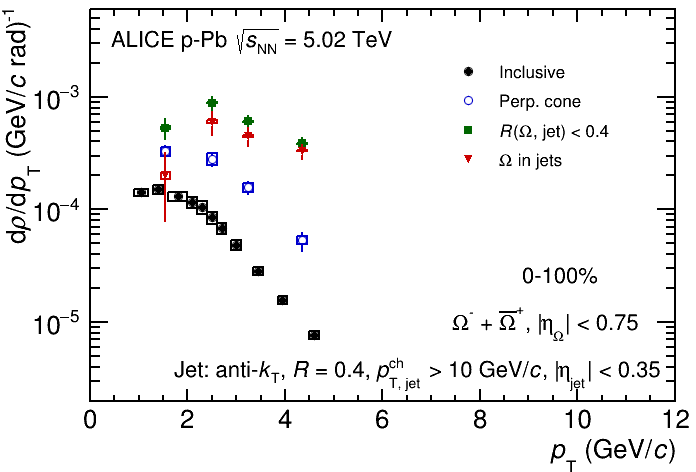 ALICE p-Pb √s_NN = 5.02 TeV
Inclusive
Perp. cone
R(Ω, jet) < 0.4
Ω in jets
0-100%
Ω⁻ + Ω̅⁺, |η_Ω| < 0.75
Jet: anti-k_T, R = 0.4, p_T, jet^ch > 10 GeV/c, |η_jet| < 0.35
dρ/dp_T (GeV/c rad)⁻¹
10⁻³
10⁻⁴
10⁻⁵
0 2 4 6 8 10 12
p_T (GeV/c)